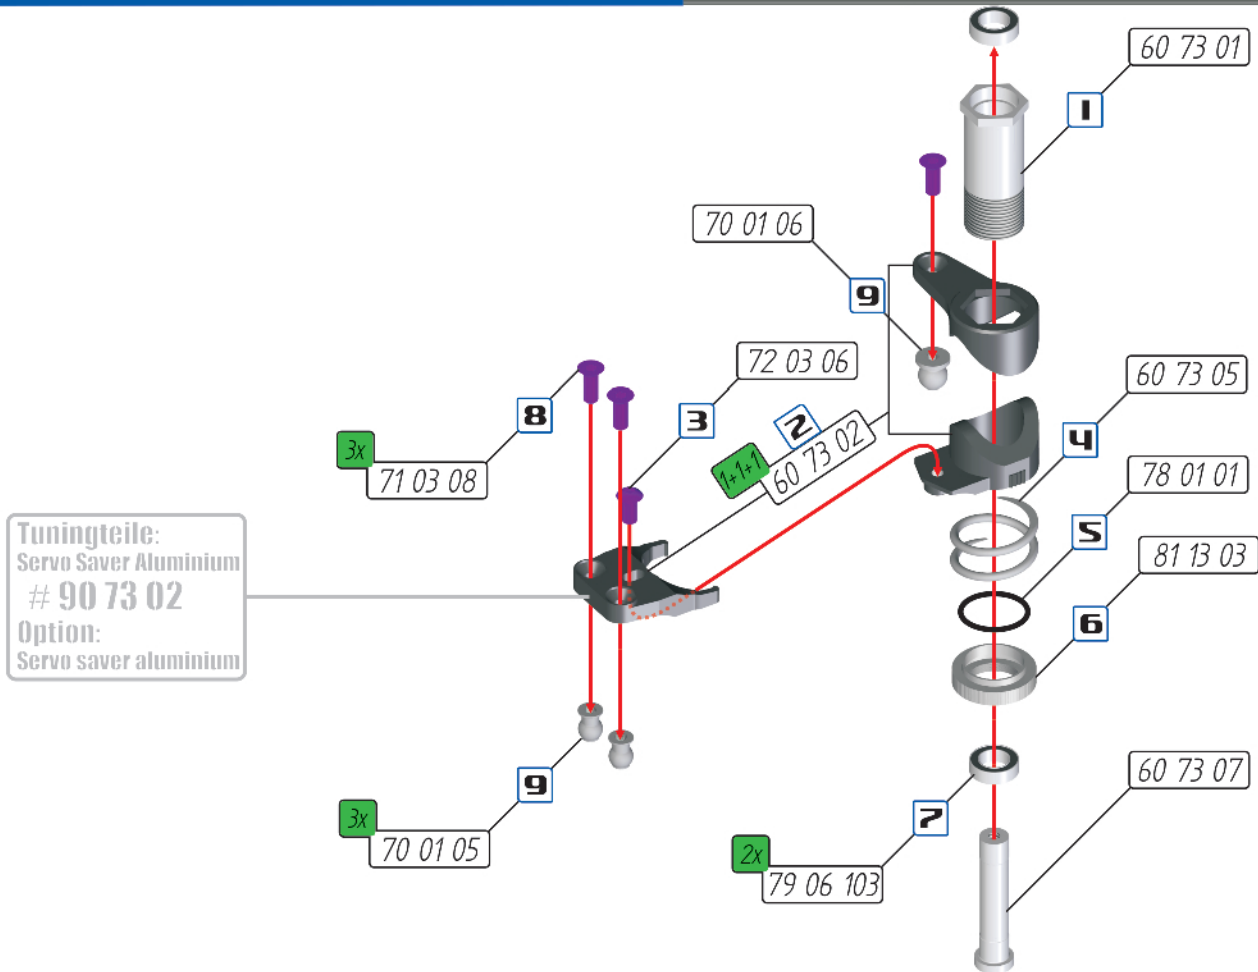 60 73 01
1
70 01 06
9
72 03 06
3
60 73 05
4
8
3x
71 03 08
2
1+1+1
60 73 02
78 01 01
5
81 13 03
6
Tuningteile:
Servo Saver Aluminium
# 90 73 02
Option:
Servo saver aluminium
9
3x
70 01 05
60 73 07
7
2x
79 06 103